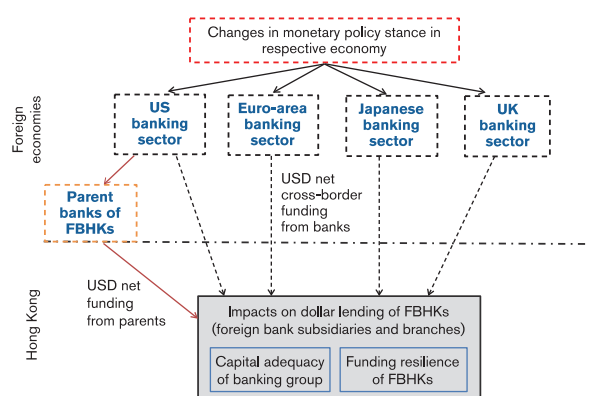 Changes in monetary policy stance in
respective economy
Foreign
economies
US
banking
sector
Euro-area
banking
sector
Japanese
banking
sector
UK
banking
sector
Parent
banks of
FBHKs
USD net
cross-border
funding
from banks
Hong Kong
USD net
funding
from parents
Impacts on dollar lending of FBHKs
(foreign bank subsidiaries and branches)
Capital adequacy
of banking group
Funding resilience
of FBHKs